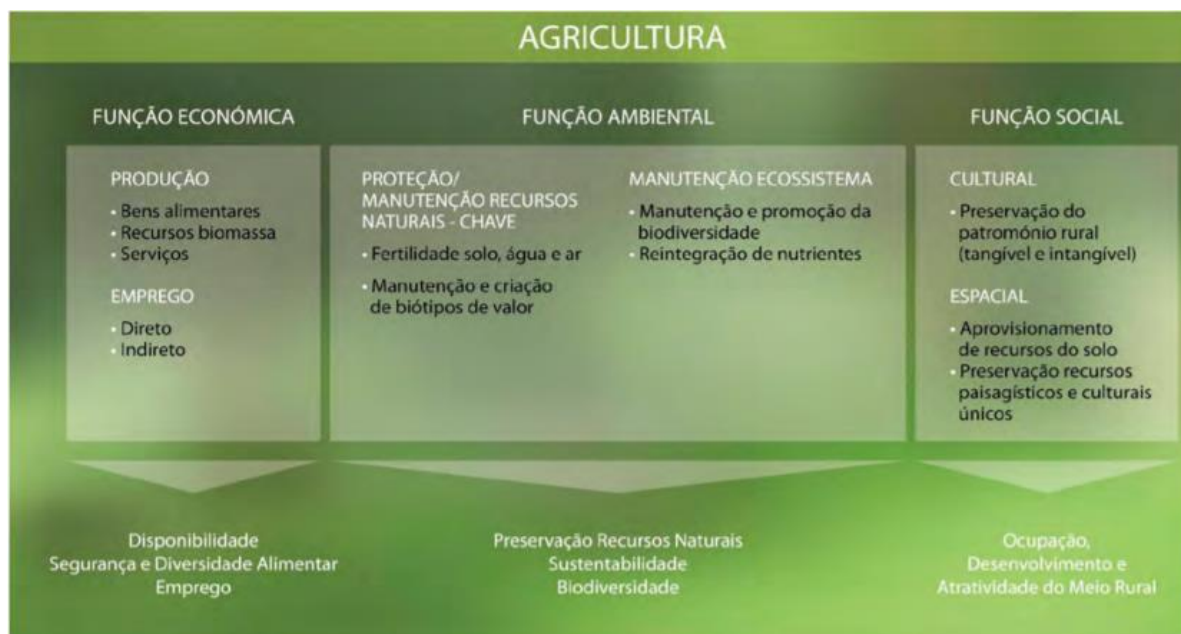 AGRICULTURA
FUNÇÃO ECONÓMICA
PRODUÇÃO
• Bens alimentares
• Recursos biomassa
• Serviços
EMPREGO
• Direto
• Indireto
Disponibilidade
Segurança e Diversidade Alimentar
Emprego
FUNÇÃO AMBIENTAL
PROTEÇÃO/
MANUTENÇÃO RECURSOS
NATURAIS - CHAVE
• Fertilidade solo, água e ar
• Manutenção e criação
de biótipos de valor
MANUTENÇÃO ECOSSISTEMA
• Manutenção e promoção da
biodiversidade
• Reintegração de nutrientes
Preservação Recursos Naturais
Sustentabilidade
Biodiversidade
FUNÇÃO SOCIAL
CULTURAL
• Preservação do
património rural
(tangível e intangível)
ESPACIAL
• Aprovisionamento
de recursos do solo
• Preservação recursos
paisagísticos e culturais
únicos
Ocupação,
Desenvolvimento e
Atratividade do Meio Rural